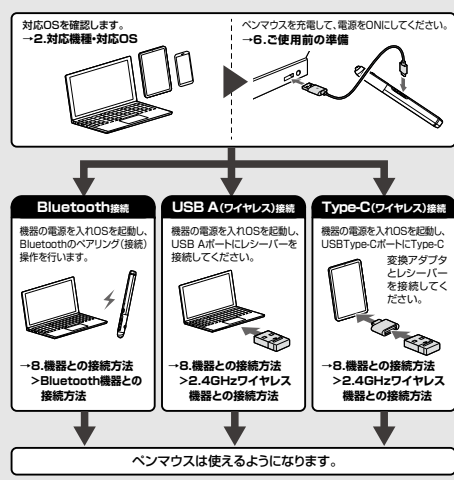 対応OSを確認します。
→2.対応機種・対応OS
ペンマウスを充電して、電源をONにしてください。
→6.ご使用前の準備
Bluetooth接続
機器の電源を入れOSを起動し、
Bluetoothのペアリング(接続)
操作を行います。
→8.機器との接続方法
>Bluetooth機器との
接続方法
USB A(ワイヤレス)接続
機器の電源を入れOSを起動し、
USB Aポートにレシーバーを
接続してください。
→8.機器との接続方法
>2.4GHzワイヤレス
機器との接続方法
Type-C(ワイヤレス)接続
機器の電源を入れOSを起動し、
USBType-CポートにType-C
変換アダプタ
とレシーバー
を接続してく
ださい。
→8.機器との接続方法
>2.4GHzワイヤレス
機器との接続方法
ペンマウスは使えるようになります。